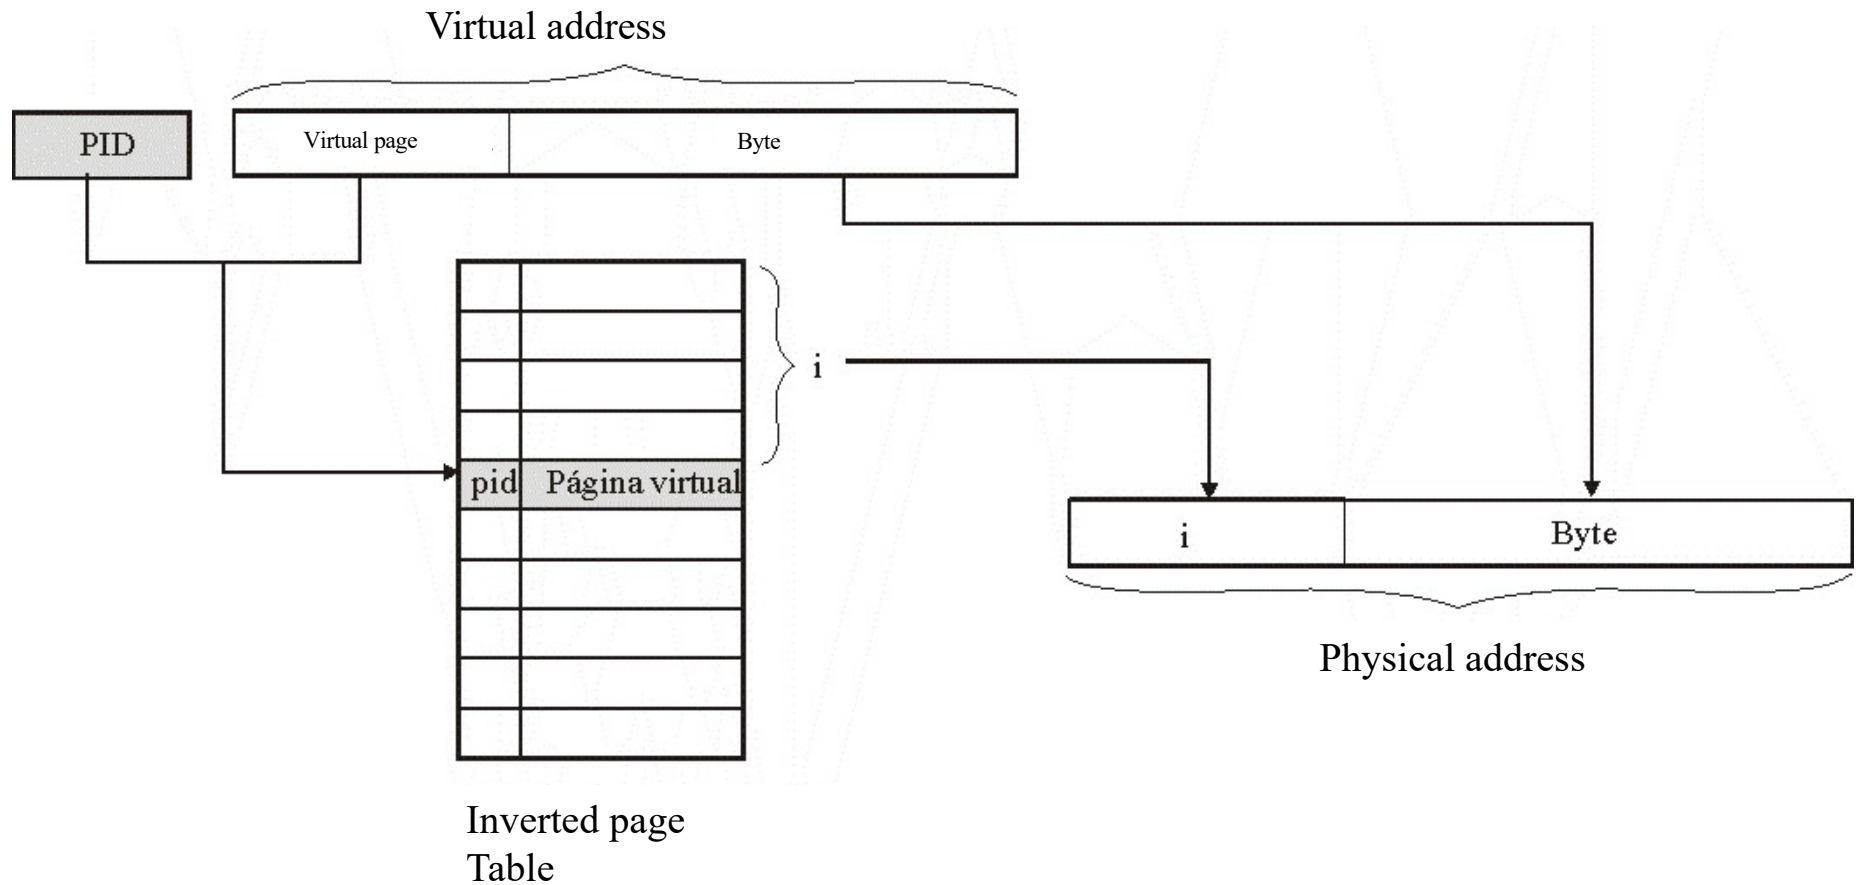 Virtual address
PID
Virtual page
Byte
i
pid
Página virtual
i
Byte
Physical address
Inverted page
Table